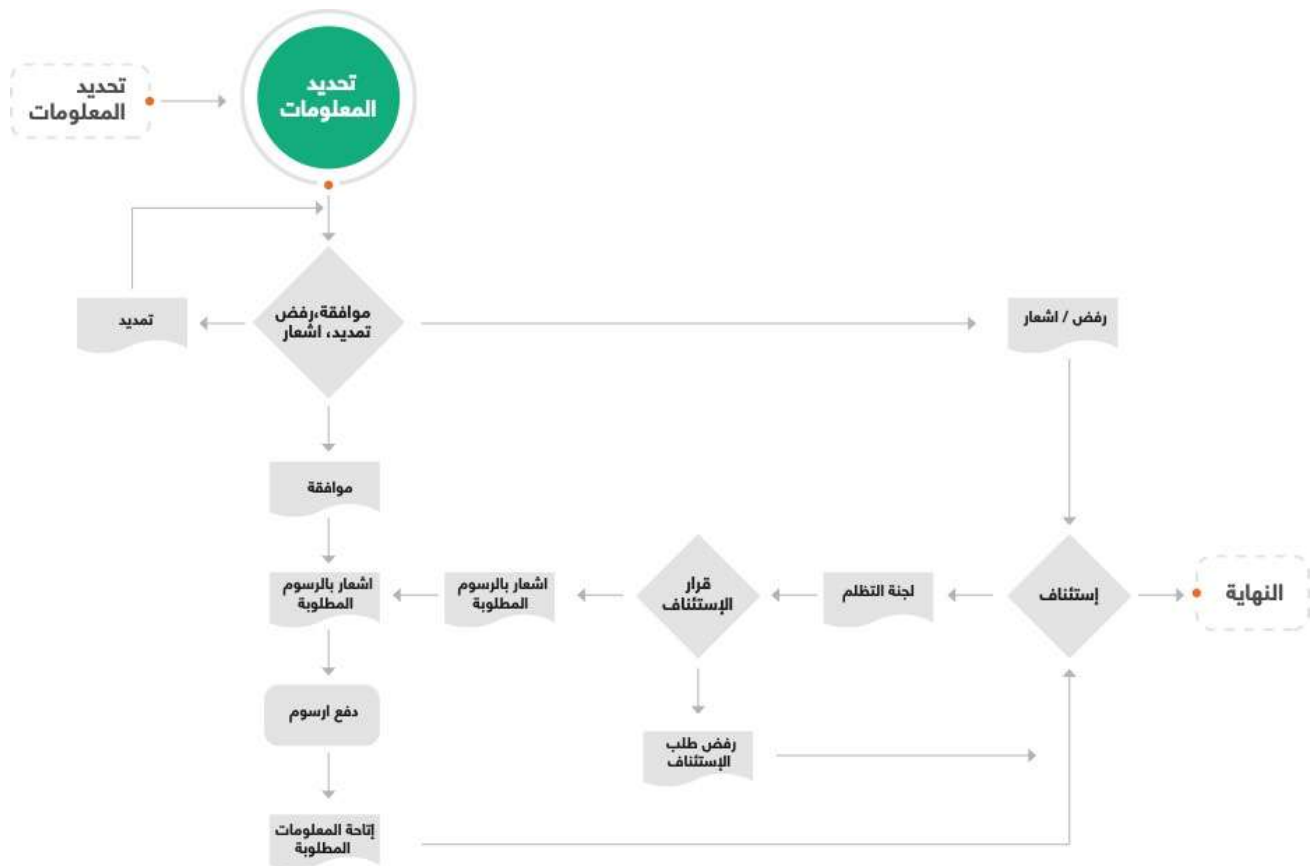 تحديد
المعلومات
تحديد
المعلومات
موافقة،رفض
تمديد، اشعار
تمديد
رفض / اشعار
موافقة
اشعار بالرسوم
المطلوبة
اشعار بالرسوم
المطلوبة
قرار
الإستئناف
لجنة التظلم
إستئناف
النهاية
دفع ارسوم
رفض طلب
الإستئناف
إتاحة المعلومات
المطلوبة